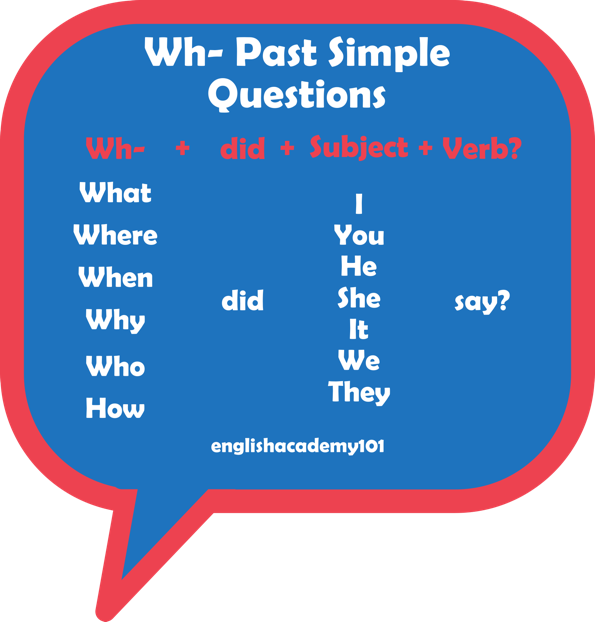 Wh- Past Simple
Questions
Wh- + did + Subject + Verb?
What
Where
When
Why
Who
How
did
I
You
He
She
It
We
They
say?
englishacademy101